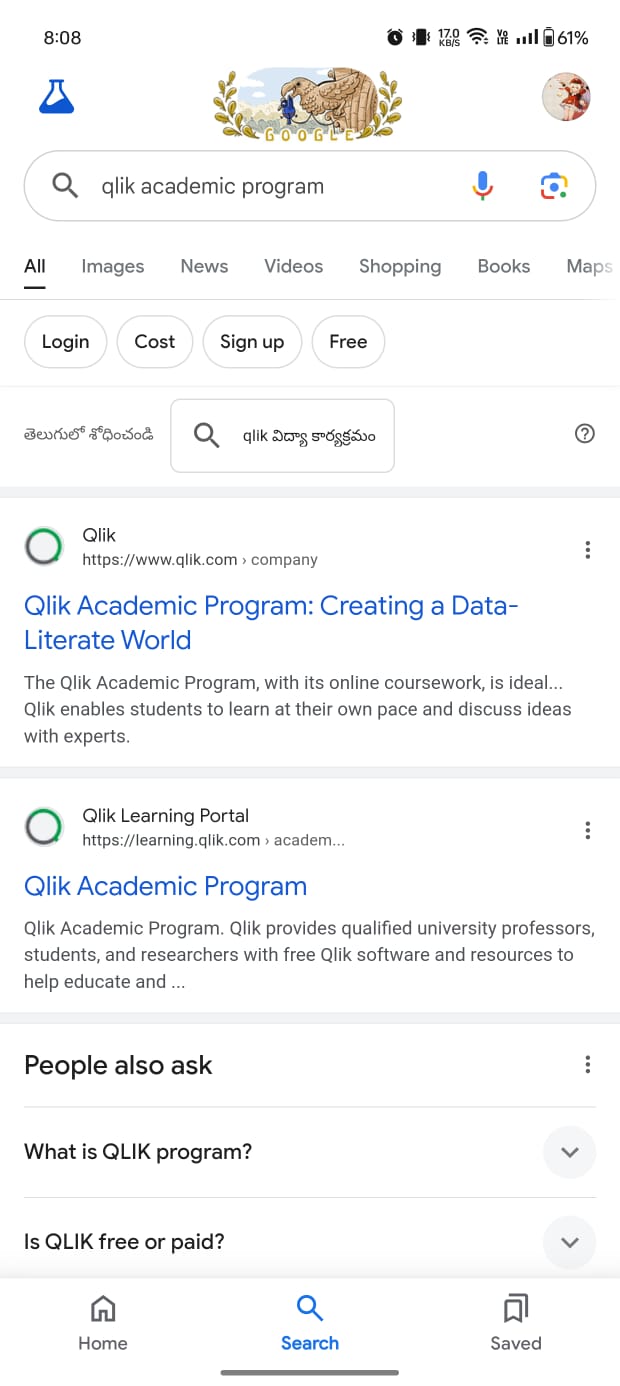 8:08
17.0
KB/S
Vo
LTE
61%
GOOGLE
qlik academic program
All Images News Videos Shopping Books Maps
Login Cost Sign up Free
తెలుగులో శోధించండి qlik విద్యా కార్యక్రమం
Qlik
https://www.qlik.com › company
Qlik Academic Program: Creating a Data-
Literate World
The Qlik Academic Program, with its online coursework, is ideal...
Qlik enables students to learn at their own pace and discuss ideas
with experts.
Qlik Learning Portal
https://learning.qlik.com › academ...
Qlik Academic Program
Qlik Academic Program. Qlik provides qualified university professors,
students, and researchers with free Qlik software and resources to
help educate and ...
People also ask
What is QLIK program?
Is QLIK free or paid?
Home Search Saved